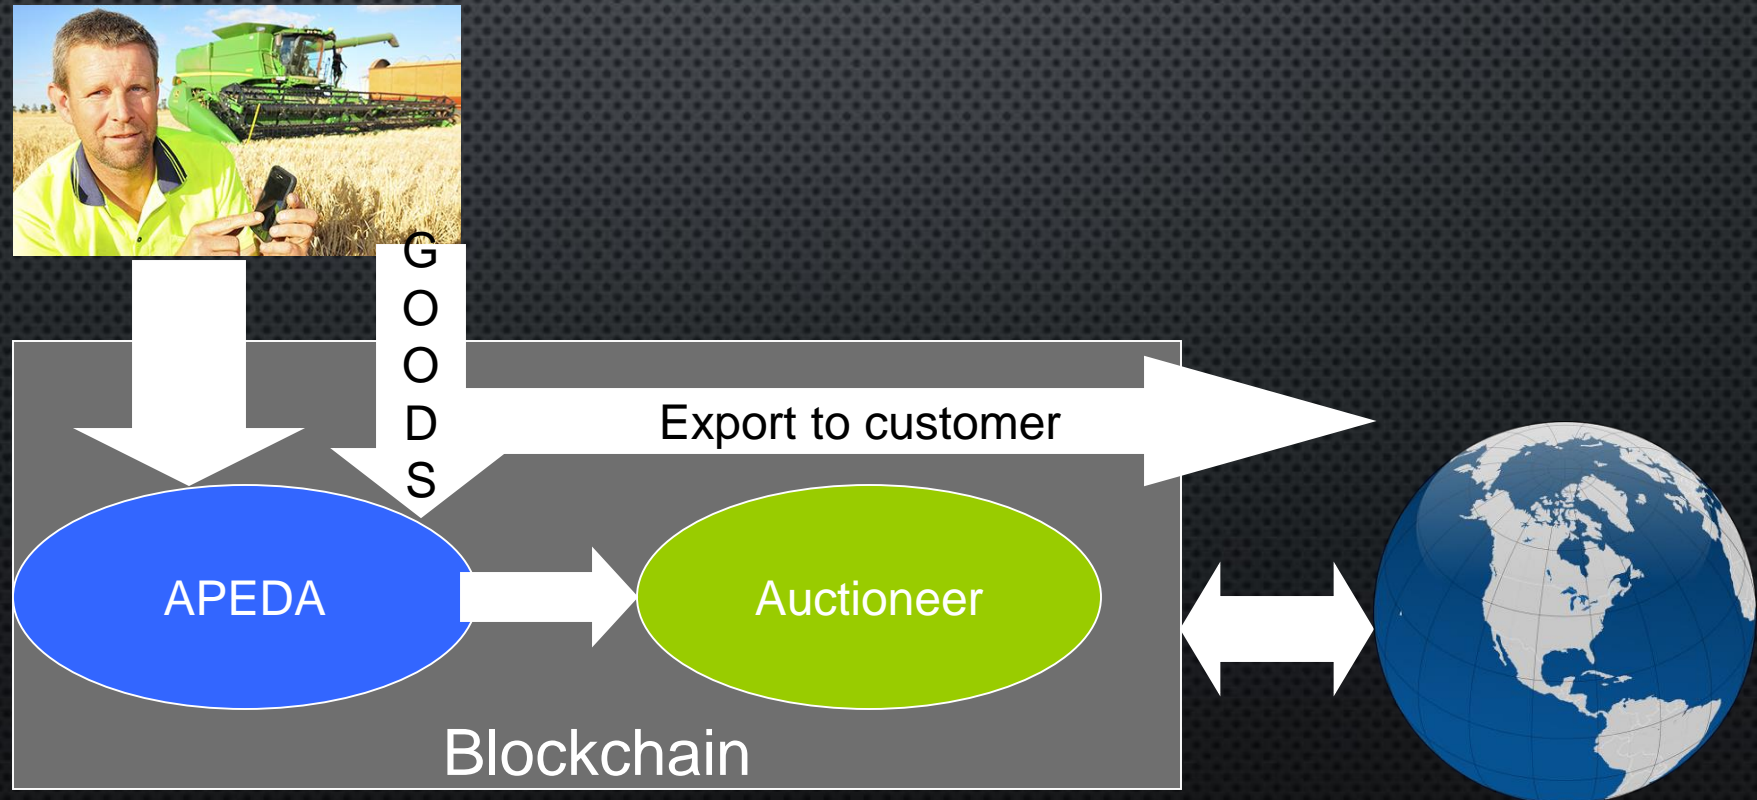 G
O
O
D
S
Export to customer
APEDA
Auctioneer
Blockchain